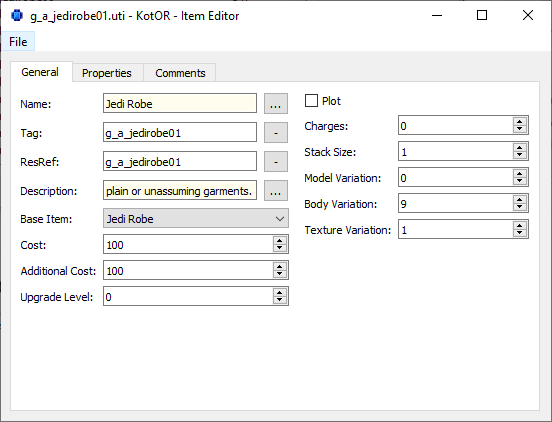 g_a_jedirobe01.uti - KotOR - Item Editor
File
General Properties Comments
Name: Jedi Robe ...
Tag: g_a_jedirobe01 -
ResRef: g_a_jedirobe01 -
Description: plain or unassuming garments. ...
Base Item: Jedi Robe
Cost: 100
Additional Cost: 100
Upgrade Level: 0
Plot
Charges: 0
Stack Size: 1
Model Variation: 0
Body Variation: 9
Texture Variation: 1